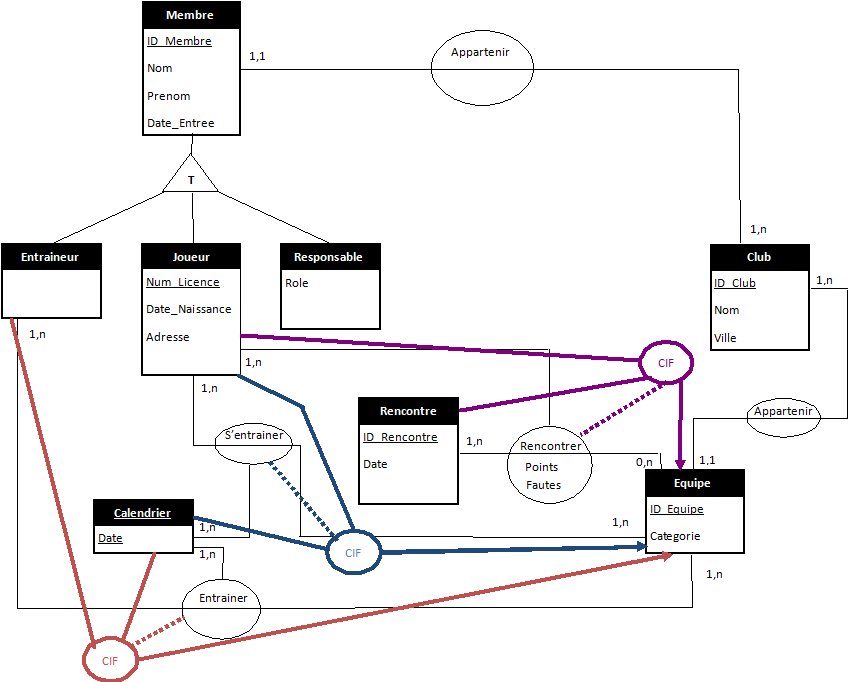 Membre
ID_Membre
Nom
Prenom
Date_Entree
1,1
Appartenir
1,n
T
Entraineur
1,n
Joueur
Num_Licence
Date_Naissance
Adresse
1,n
1,n
Responsable
Role
Club
ID_Club
Nom
Ville
1,n
CIF
Appartenir
1,1
Rencontre
ID_Rencontre
Date
1,n
Rencontrer
Points
Fautes
0,n
S'entrainer
Equipe
ID_Equipe
Categorie
1,n
1,n
Calendrier
Date
1,n
1,n
CIF
Entrainer
CIF